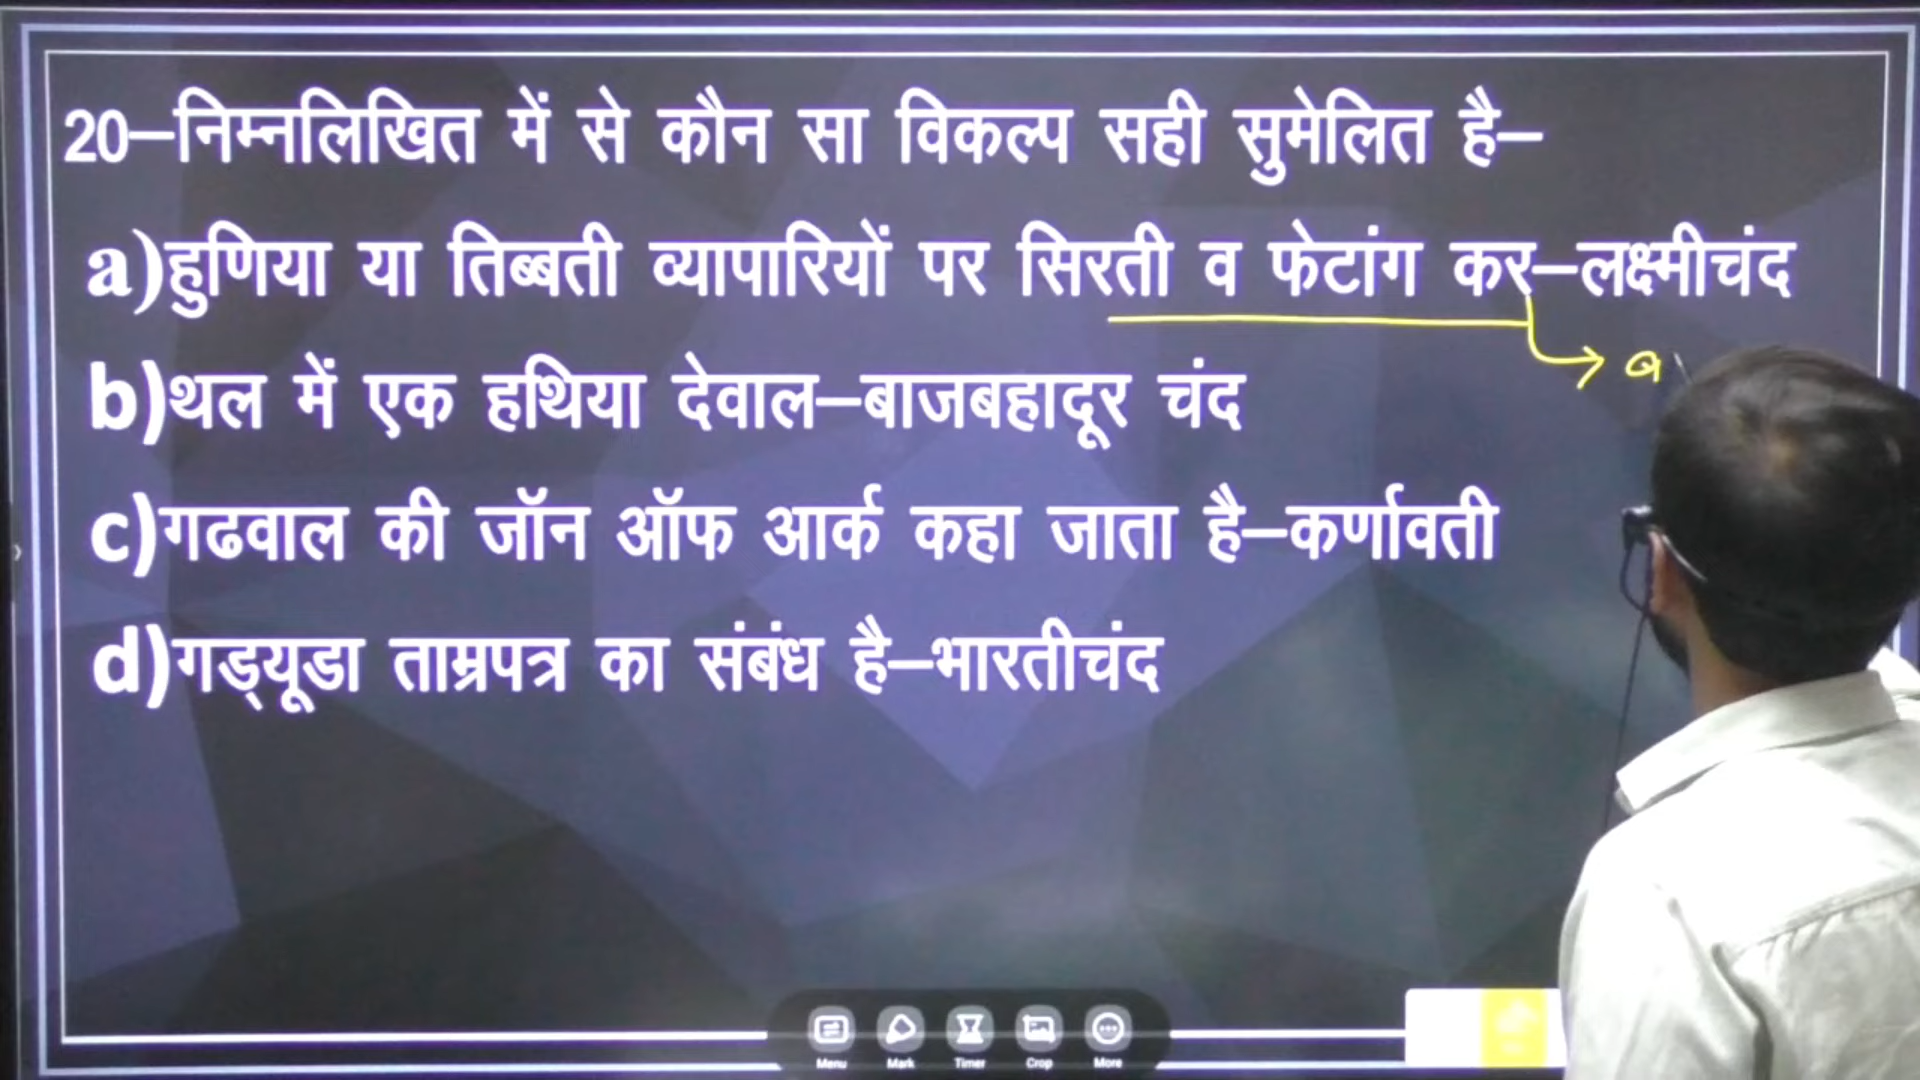 20–निम्नलिखित में से कौन सा विकल्प सही सुमेलित है–
a)हुणिया या तिब्बती व्यापारियों पर सिरती व फेटांग कर–लक्ष्मीचंद
b)थल में एक हथिया देवाल–बाजबहादूर चंद
c)गढवाल की जॉन ऑफ आर्क कहा जाता है–कर्णावती
d)गड्यूडा ताम्रपत्र का संबंध है–भारतीचंद
Menu Mark Timer Crop More